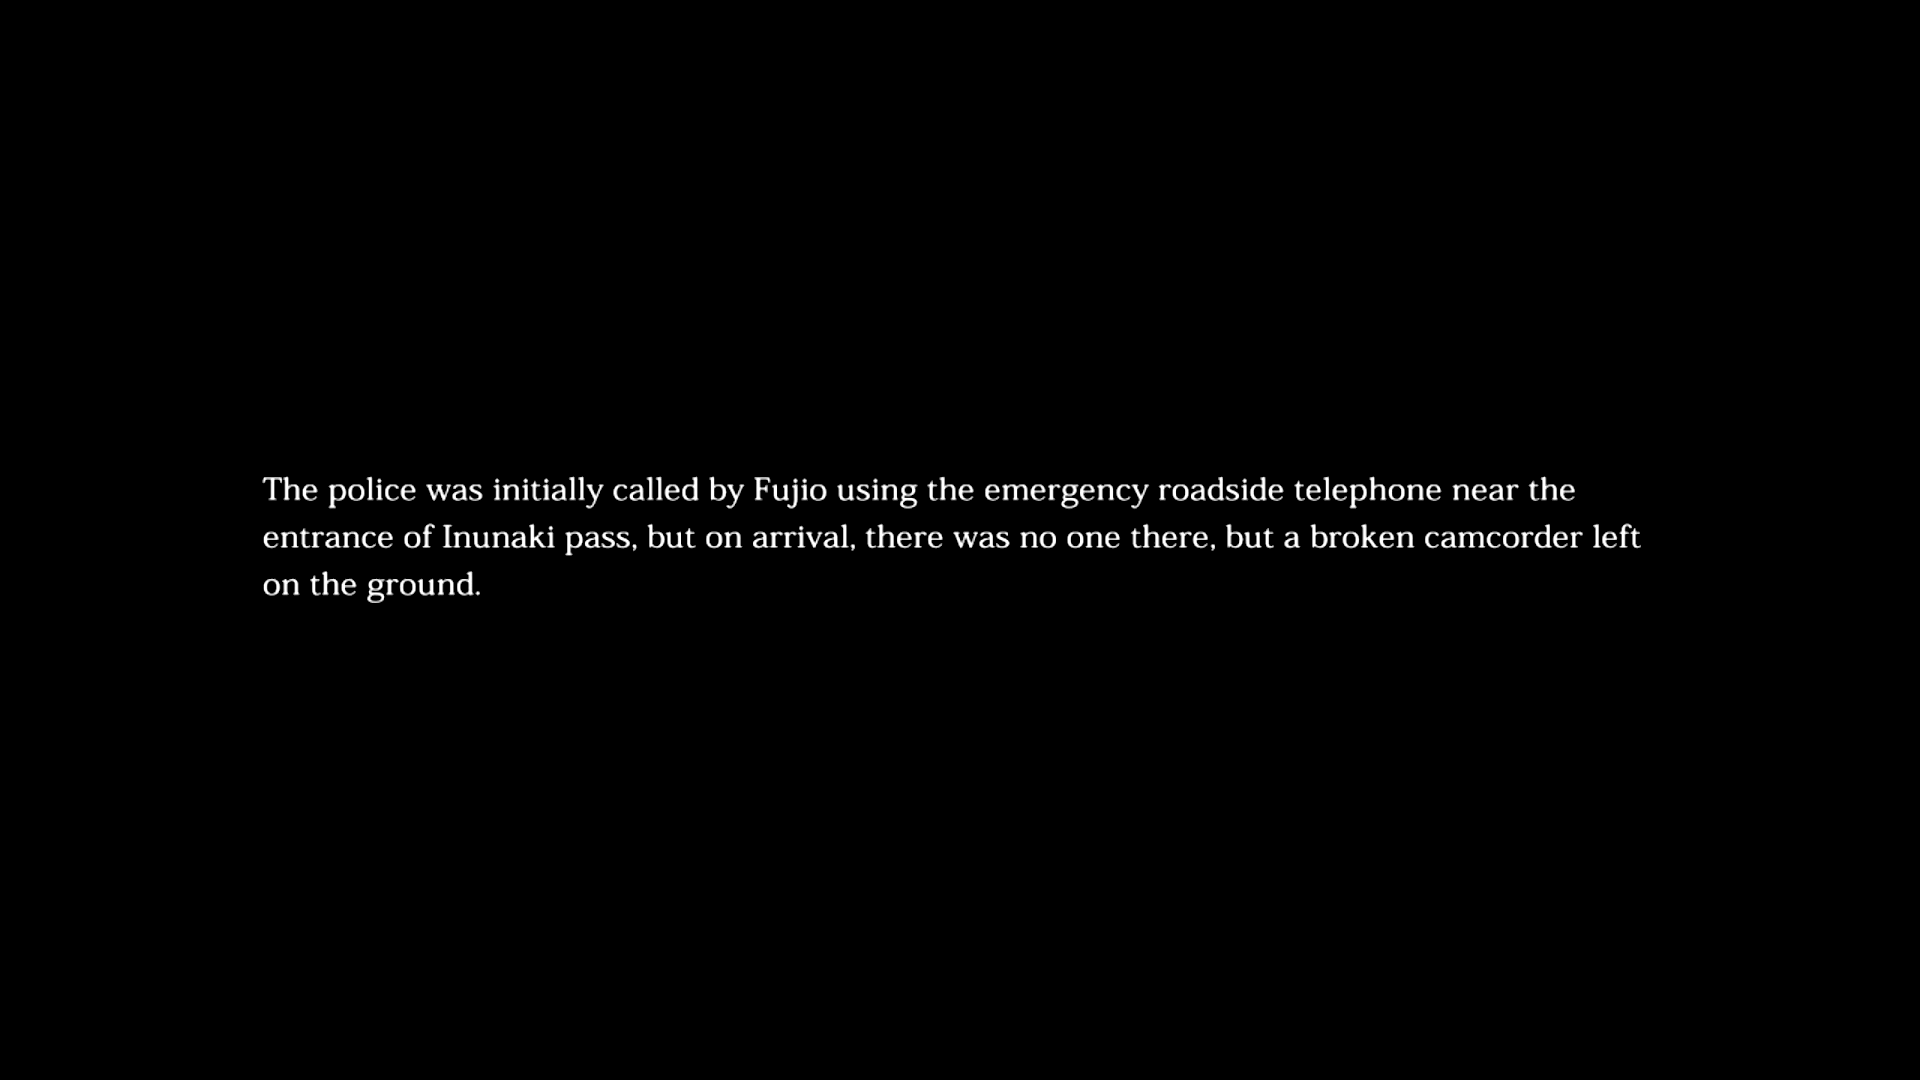 The police was initially called by Fujio using the emergency roadside telephone near the
entrance of Inunaki pass, but on arrival, there was no one there, but a broken camcorder left
on the ground.